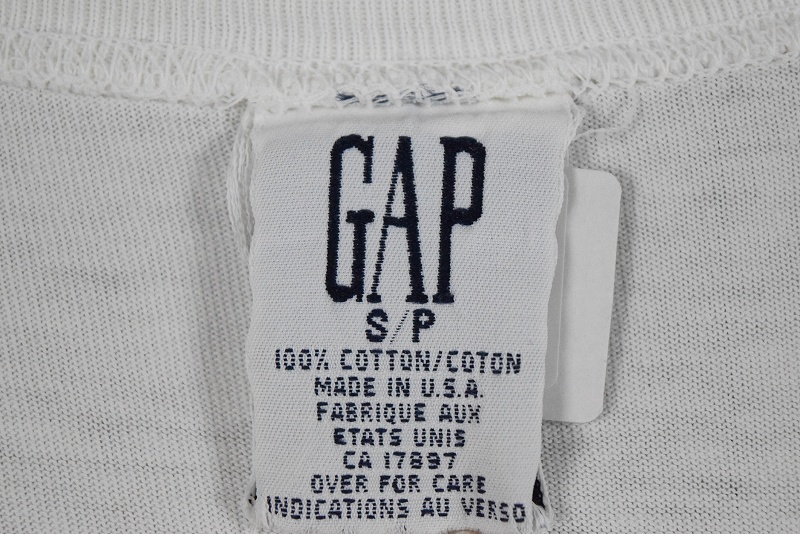 GAP
S/P
100% COTTON/COTON
MADE IN U.S.A.
FABRIQUE AUX
ETATS UNIS
CA 17897
OVER FOR CARE
INDICATIONS AU VERSO